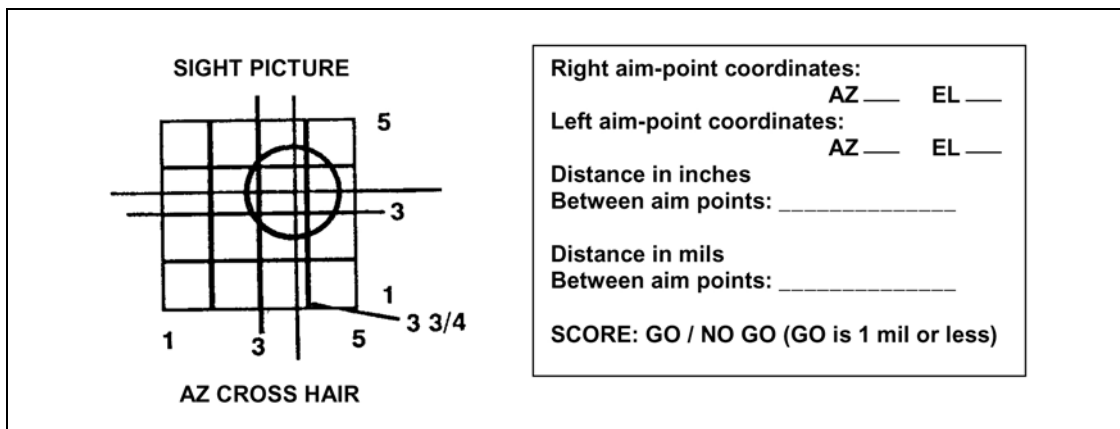 SIGHT PICTURE
5
3
1
3 3/4
1
3
5
AZ CROSS HAIR
Right aim-point coordinates:
AZ ___ EL ___
Left aim-point coordinates:
AZ ___ EL ___
Distance in inches
Between aim points: ______________
Distance in mils
Between aim points: ______________
SCORE: GO / NO GO (GO is 1 mil or less)